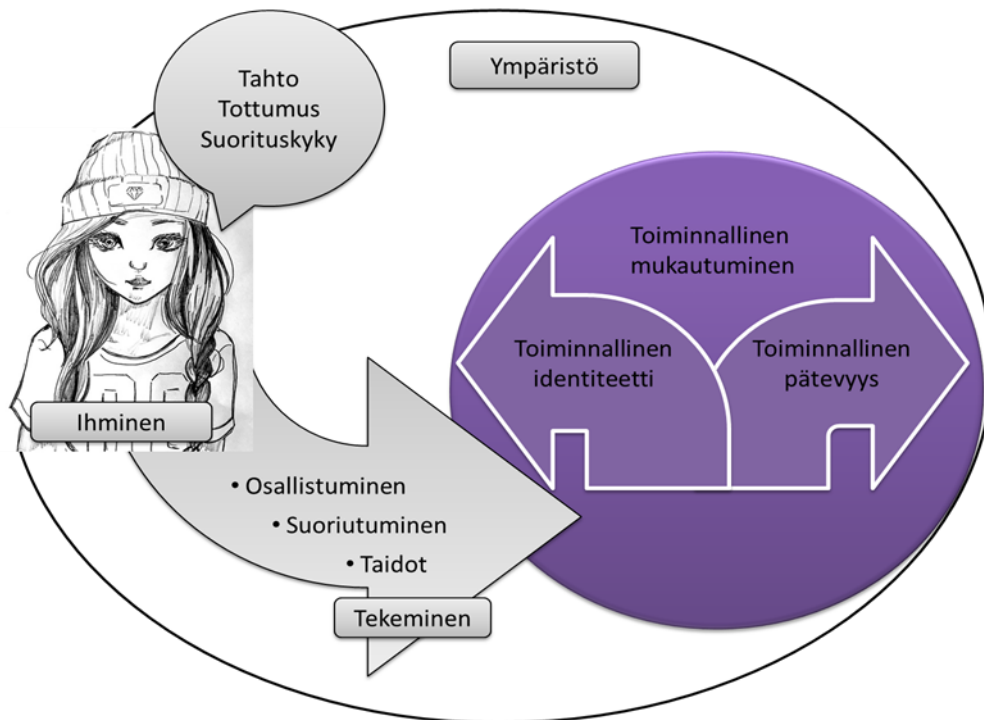 Tahto
Tottumus
Suorituskyky
Ympäristö
Ihminen
• Osallistuminen
• Suoriutuminen
• Taidot
Tekeminen
Toiminnallinen
mukautuminen
Toiminnallinen
identiteetti
Toiminnallinen
pätevyys